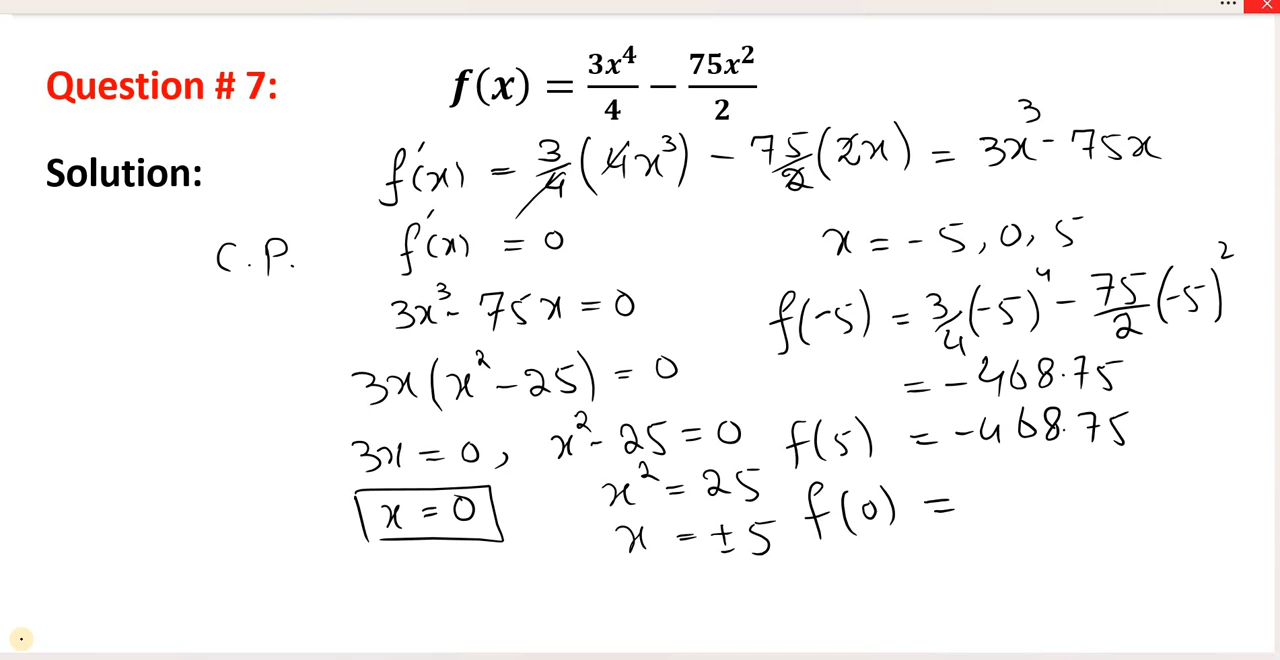 Question # 7:
f(x) = 3x⁴/4 − 75x²/2
Solution:
f′(x) = 3/4 (4x³) − 75/2 (2x) = 3x³ - 75x
C.P.
f′(x) = 0
3x³ - 75x = 0
3x(x² - 25) = 0
3x = 0, x² - 25 = 0
x = 0
x² = 25
x = ±5
x = -5, 0, 5
f(-5) = 3/4 (-5)⁴ - 75/2 (-5)²
= -468.75
f(5) = -468.75
f(0) =